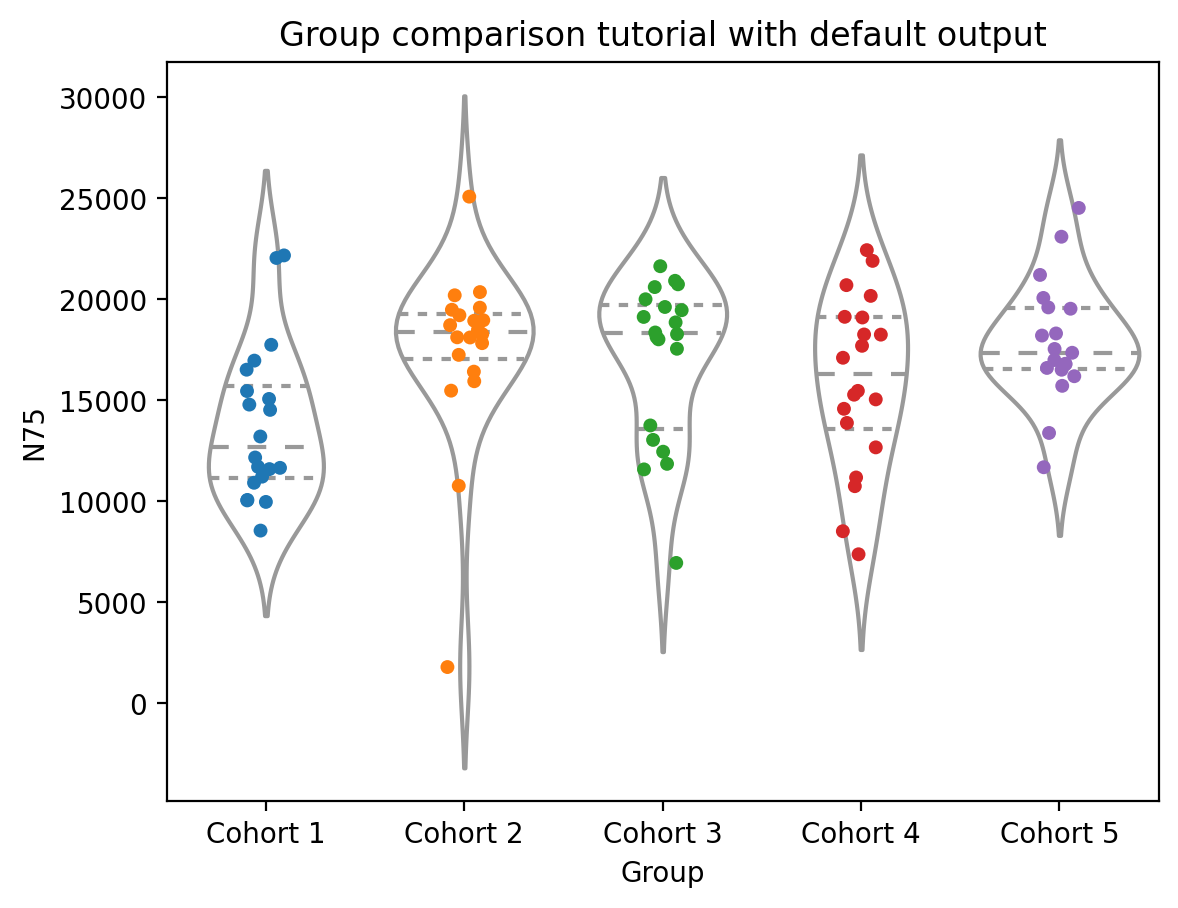 Group comparison tutorial with default output
30000
25000
20000
15000
10000
5000
0
N75
Cohort 1
Cohort 2
Cohort 3
Cohort 4
Cohort 5
Group